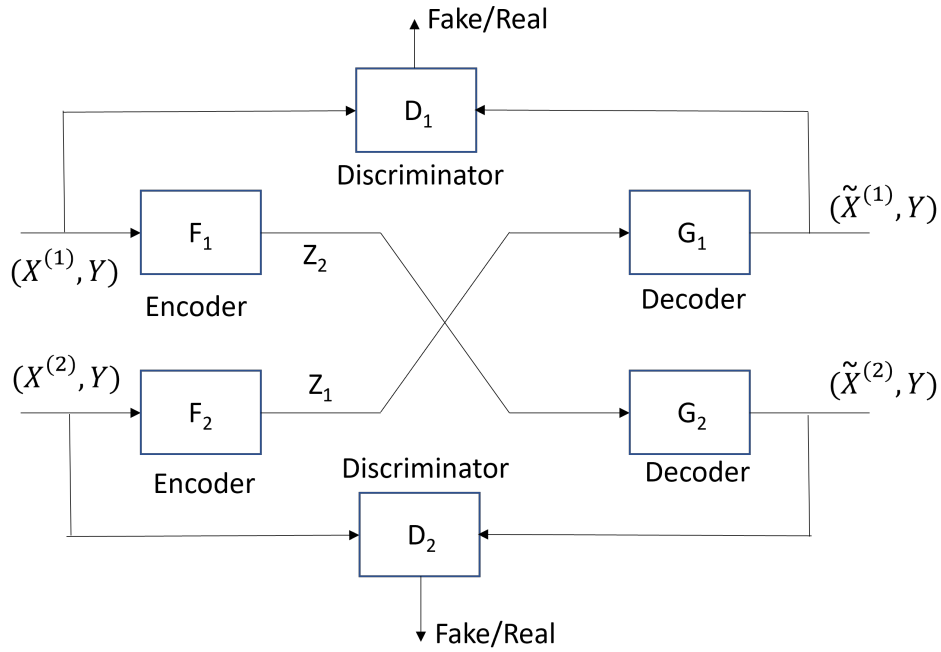 Fake/Real
D₁
Discriminator
(X⁽¹⁾, Y)
F₁
Encoder
Z₂
G₁
Decoder
(X̃⁽¹⁾, Y)
(X⁽²⁾, Y)
F₂
Encoder
Z₁
G₂
Decoder
(X̃⁽²⁾, Y)
Discriminator
D₂
Fake/Real